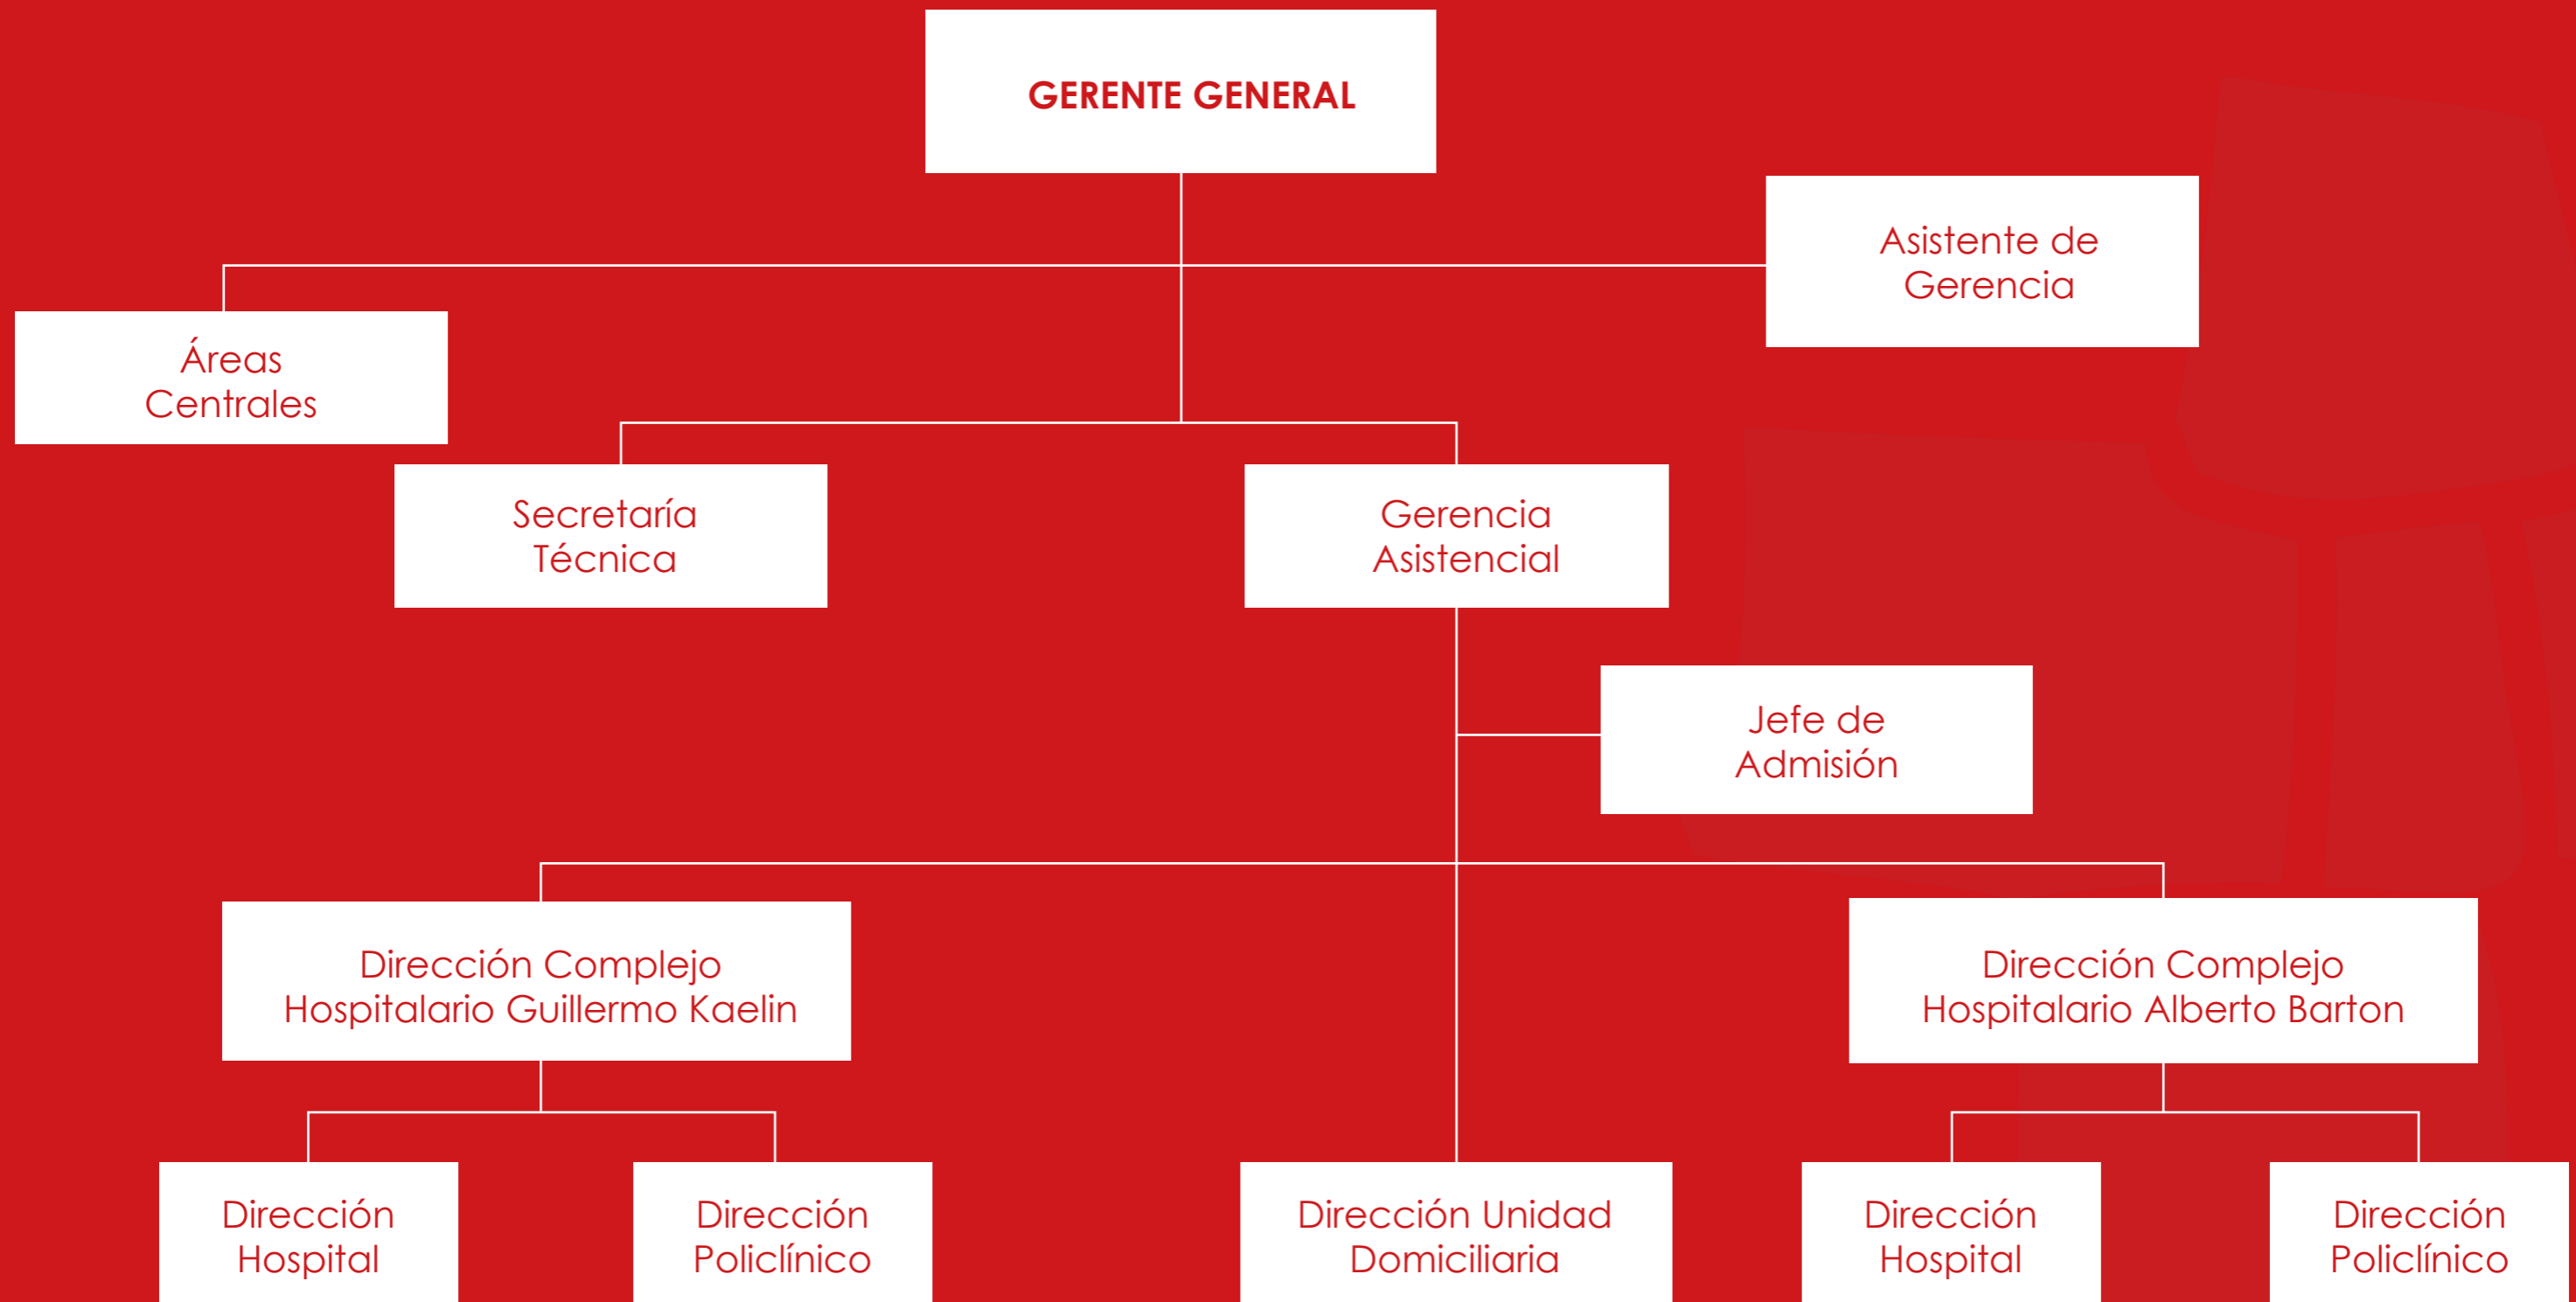 GERENTE GENERAL
Asistente de
Gerencia
Áreas
Centrales
Secretaría
Técnica
Gerencia
Asistencial
Jefe de
Admisión
Dirección Complejo
Hospitalario Guillermo Kaelin
Dirección Complejo
Hospitalario Alberto Barton
Dirección
Hospital
Dirección
Policlínico
Dirección Unidad
Domiciliaria
Dirección
Hospital
Dirección
Policlínico